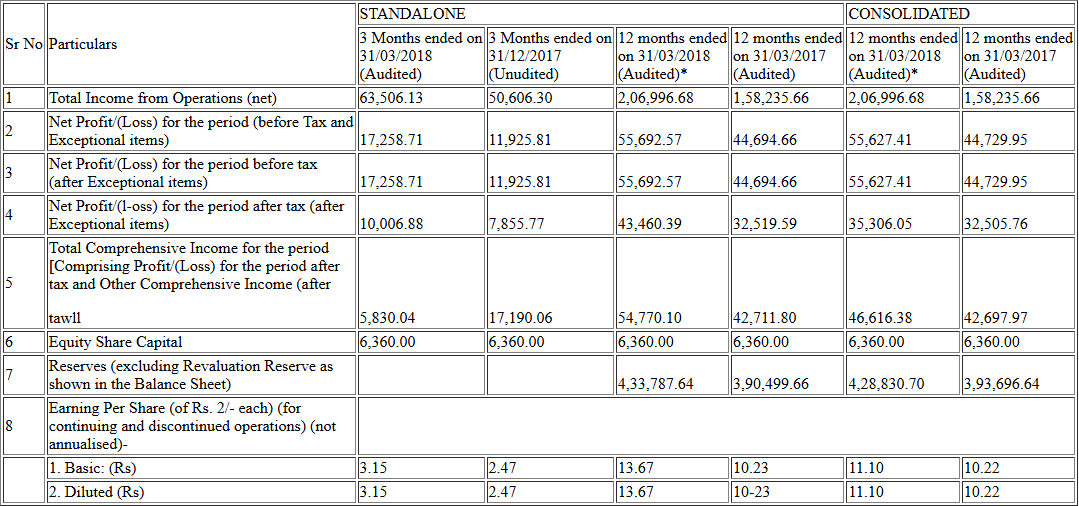 STANDALONE CONSOLIDATED
Sr No Particulars 3 Months ended on 31/03/2018 (Audited) 3 Months ended on 31/12/2017 (Unudited) 12 months ended on 31/03/2018 (Audited)* 12 months ended on 31/03/2017 (Audited) 12 months ended on 31/03/2018 (Audited)* 12 months ended on 31/03/2017 (Audited)
1 Total Income from Operations (net) 63,506.13 50,606.30 2,06,996.68 1,58,235.66 2,06,996.68 1,58,235.66
2 Net Profit/(Loss) for the period (before Tax and
Exceptional items) 17,258.71 11,925.81 55,692.57 44,694.66 55,627.41 44,729.95
3 Net Profit/(Loss) for the period before tax
(after Exceptional items) 17,258.71 11,925.81 55,692.57 44,694.66 55,627.41 44,729.95
4 Net Profit/(l-oss) for the period after tax (after
Exceptional items) 10,006.88 7,855.77 43,460.39 32,519.59 35,306.05 32,505.76
5 Total Comprehensive Income for the period
[Comprising Profit/(Loss) for the period after
tax and Other Comprehensive Income (after
tawll 5,830.04 17,190.06 54,770.10 42,711.80 46,616.38 42,697.97
6 Equity Share Capital 6,360.00 6,360.00 6,360.00 6,360.00 6,360.00 6,360.00
7 Reserves (excluding Revaluation Reserve as
shown in the Balance Sheet) 4,33,787.64 3,90,499.66 4,28,830.70 3,93,696.64
8 Earning Per Share (of Rs. 2/- each) (for
continuing and discontinued operations) (not
annualised)-
1. Basic: (Rs) 3.15 2.47 13.67 10.23 11.10 10.22
2. Diluted (Rs) 3.15 2.47 13.67 10-23 11.10 10.22